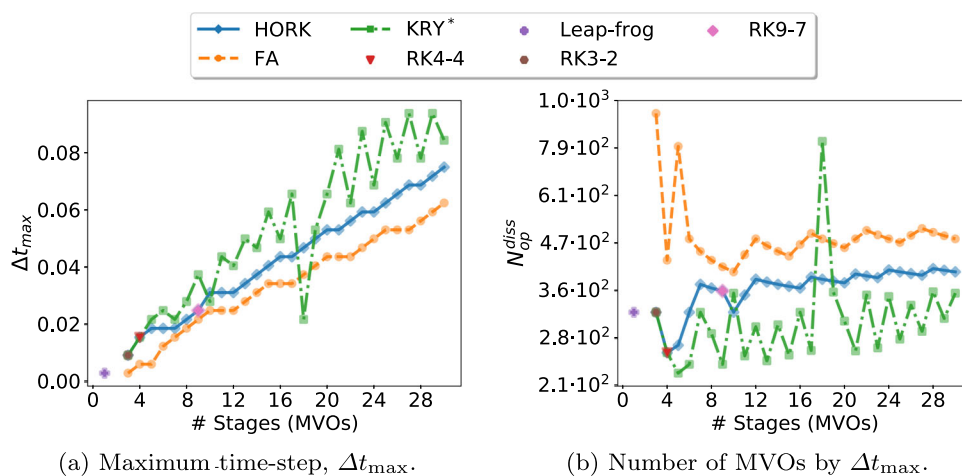 HORK KRY* Leap-frog RK9-7
FA RK4-4 RK3-2
Δt_max
0.08
0.06
0.04
0.02
0.00
0 4 8 12 16 20 24 28
# Stages (MVOs)
(a) Maximum time-step, Δt_max.
N_op^diss
1.0·10^3
7.9·10^2
6.1·10^2
4.7·10^2
3.6·10^2
2.8·10^2
2.1·10^2
0 4 8 12 16 20 24 28
# Stages (MVOs)
(b) Number of MVOs by Δt_max.